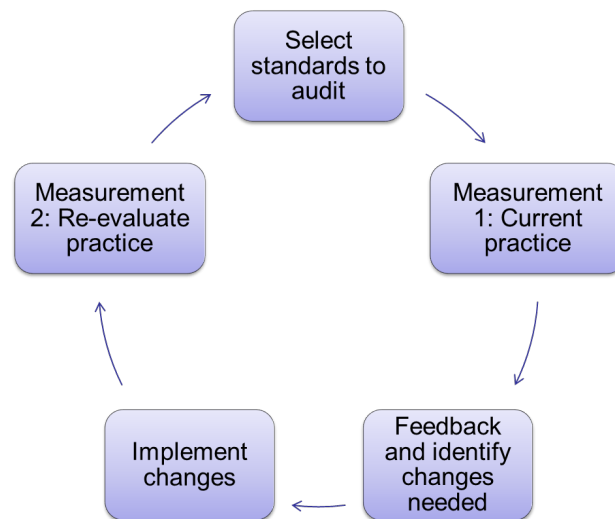 Select
standards to
audit
Measurement
1: Current
practice
Feedback
and identify
changes
needed
Implement
changes
Measurement
2: Re-evaluate
practice